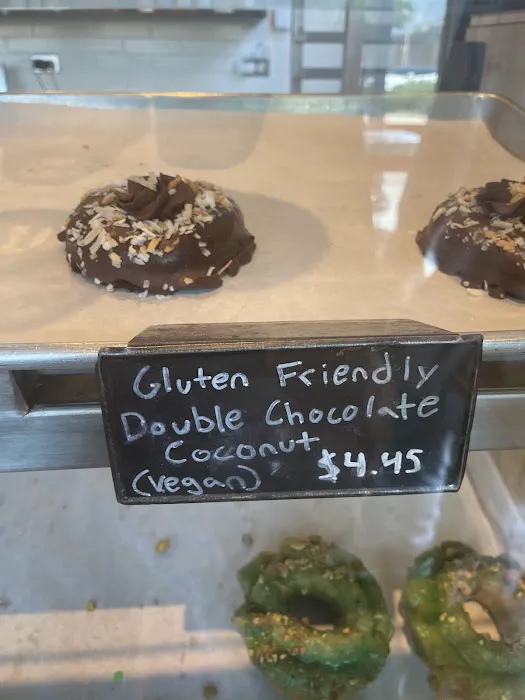 Gluten Friendly
Double Chocolate
Coconut
(vegan) $4.45